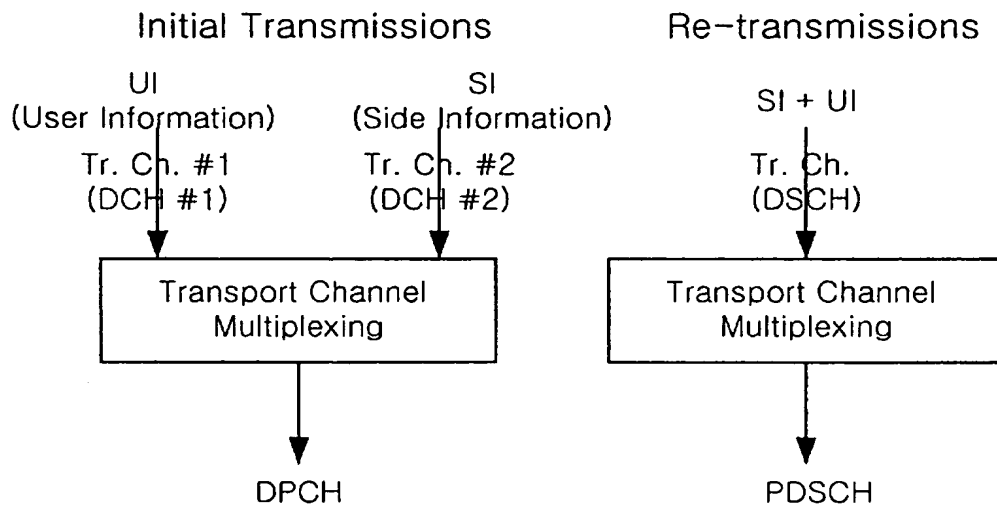 Initial Transmissions
Re-transmissions
UI
(User Information)
SI
(Side Information)
SI + UI
Tr. Ch. #1
(DCH #1)
Tr. Ch. #2
(DCH #2)
Tr. Ch.
(DSCH)
Transport Channel
Multiplexing
Transport Channel
Multiplexing
DPCH
PDSCH